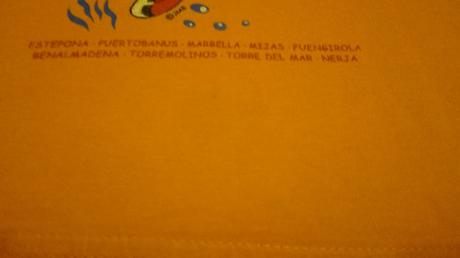 ESTEPONA · PUERTOBANUS · MARBELLA · MIJAS · FUENGIROLA
BENALMADENA · TORREMOLINOS · TORRE DEL MAR · NERJA